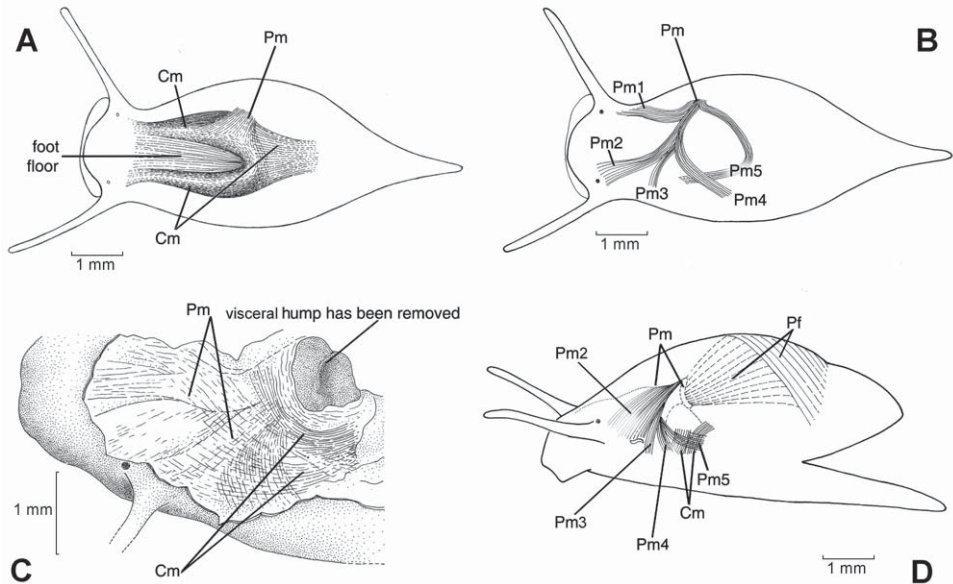 A
Pm
Cm
foot
floor
Cm
1 mm
B
Pm
Pm1
Pm2
Pm5
Pm3
Pm4
1 mm
Pm
visceral hump has been removed
1 mm
C
Cm
Pf
Pm
Pm2
Pm5
Pm3
Cm
Pm4
1 mm
D